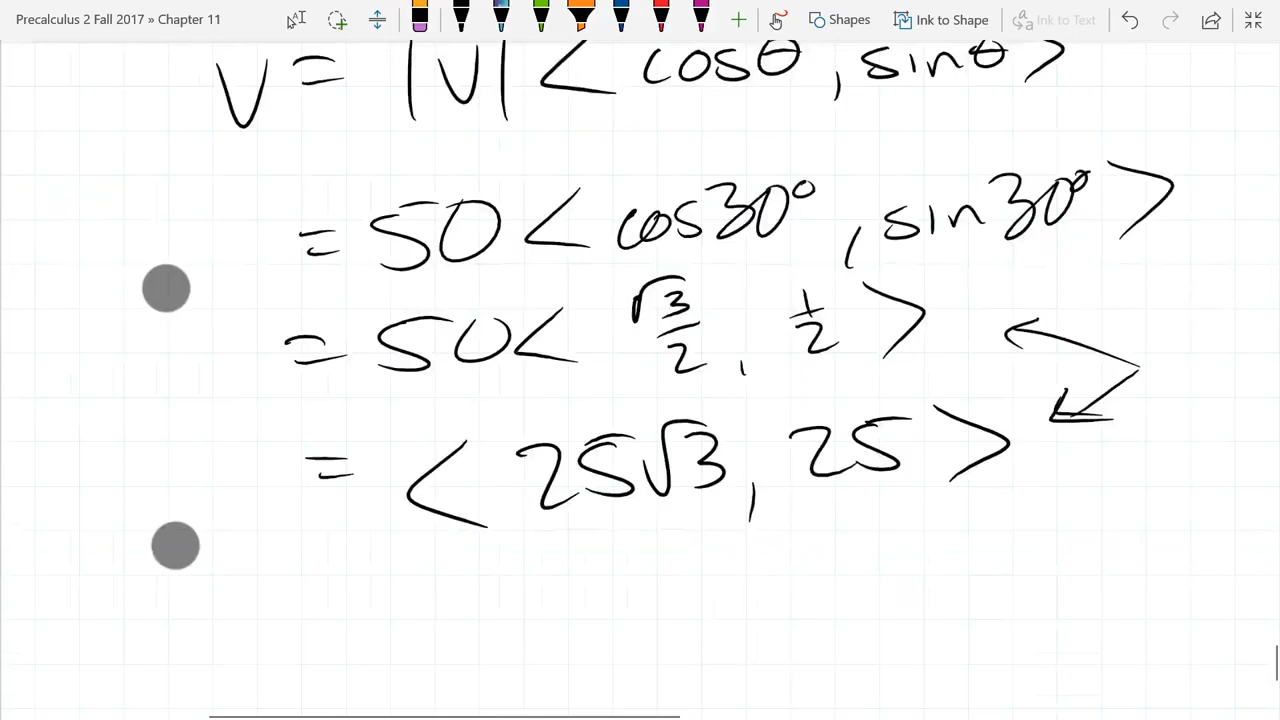 Precalculus 2 Fall 2017 » Chapter 11
Shapes
Ink to Shape
Ink to Text
V = |V| < cosθ , sinθ >
= 50 < cos30° , sin30° >
= 50 < √3/2 , 1/2 >
= < 25√3 , 25 >